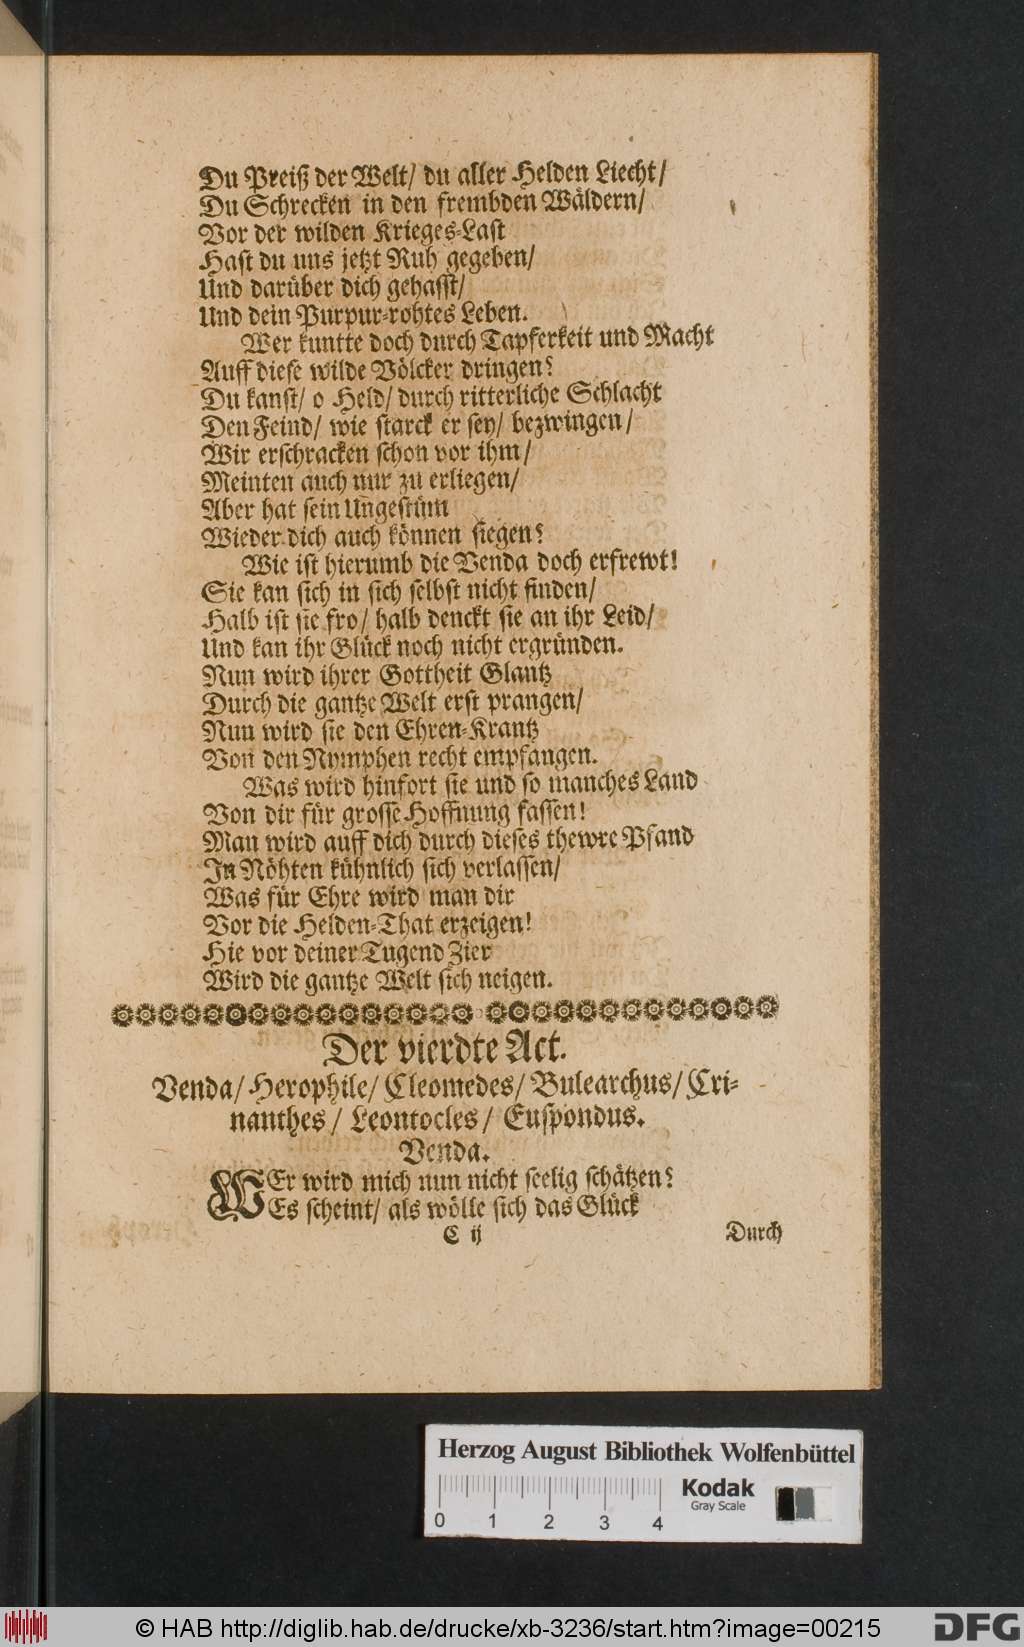 Du Preiß der Welt/ du aller Helden Liecht/
Du Schrecken in den frembden Wäldern/
Vor der wilden Krieges-Last
Hast du uns jetzt Ruh gegeben/
Und darüber dich gehasst/
Und dein Purpur-rohtes Leben.
Wer kuntte doch durch Tapferkeit und Macht
Auff diese wilde Völcker dringen?
Du kanst/ o Held/ durch ritterliche Schlacht
Den Feind/ wie starck er sey/ bezwingen/
Wir erschracken schon vor ihm/
Meinten auch nur zu erliegen/
Aber hat sein Ungestüm
Wieder dich auch können siegen?
Wie ist hierumb die Venda doch erfrewt!
Sie kan sich in sich selbst nicht finden/
Halb ist sie fro/ halb denckt sie an ihr Leid/
Und kan ihr Glück noch nicht ergründen.
Nun wird ihrer Gottheit Glantz
Durch die gantze Welt erst prangen/
Nun wird sie den Ehren-Krantz
Von den Nymphen recht empfangen.
Was wird hinfort sie und so manches Land
Von dir für grosse Hoffnung fassen!
Man wird auff dich durch dieses thewre Pfand
In Nöhten kühnlich sich verlassen/
Was für Ehre wird man dir
Vor die Helden-That erzeigen!
Hie vor deiner Tugend Zier
Wird die gantze Welt sich neigen.
Der vierdte Act.
Venda/ Herophile/ Cleomedes/ Bulearchus/ Cri-
nanthes/ Leontocles/ Euspondus.
Venda.
WEr wird mich nun nicht seelig schätzen?
Es scheint/ als wölle sich das Glück
C ij Durch
Herzog August Bibliothek Wolfenbüttel
Kodak
Gray Scale
0 1 2 3 4
© HAB http://diglib.hab.de/drucke/xb-3236/start.htm?image=00215 DFG